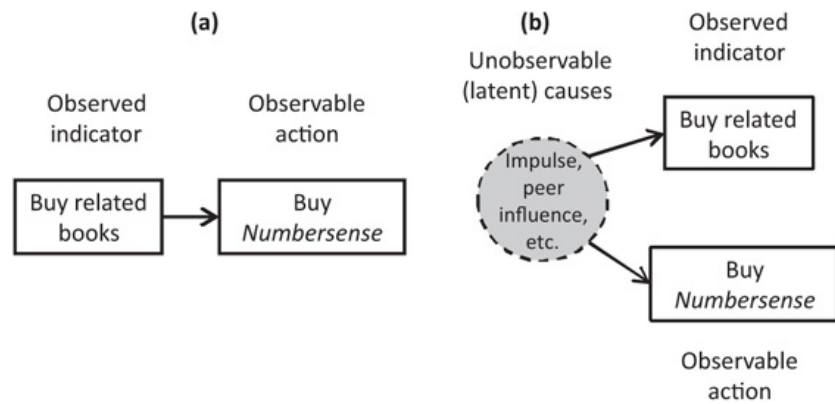 (a)
Observed
indicator
Observable
action
Buy related
books
Buy
Numbersense
(b)
Unobservable
(latent) causes
Observed
indicator
Impulse,
peer
influence,
etc.
Buy related
books
Buy
Numbersense
Observable
action